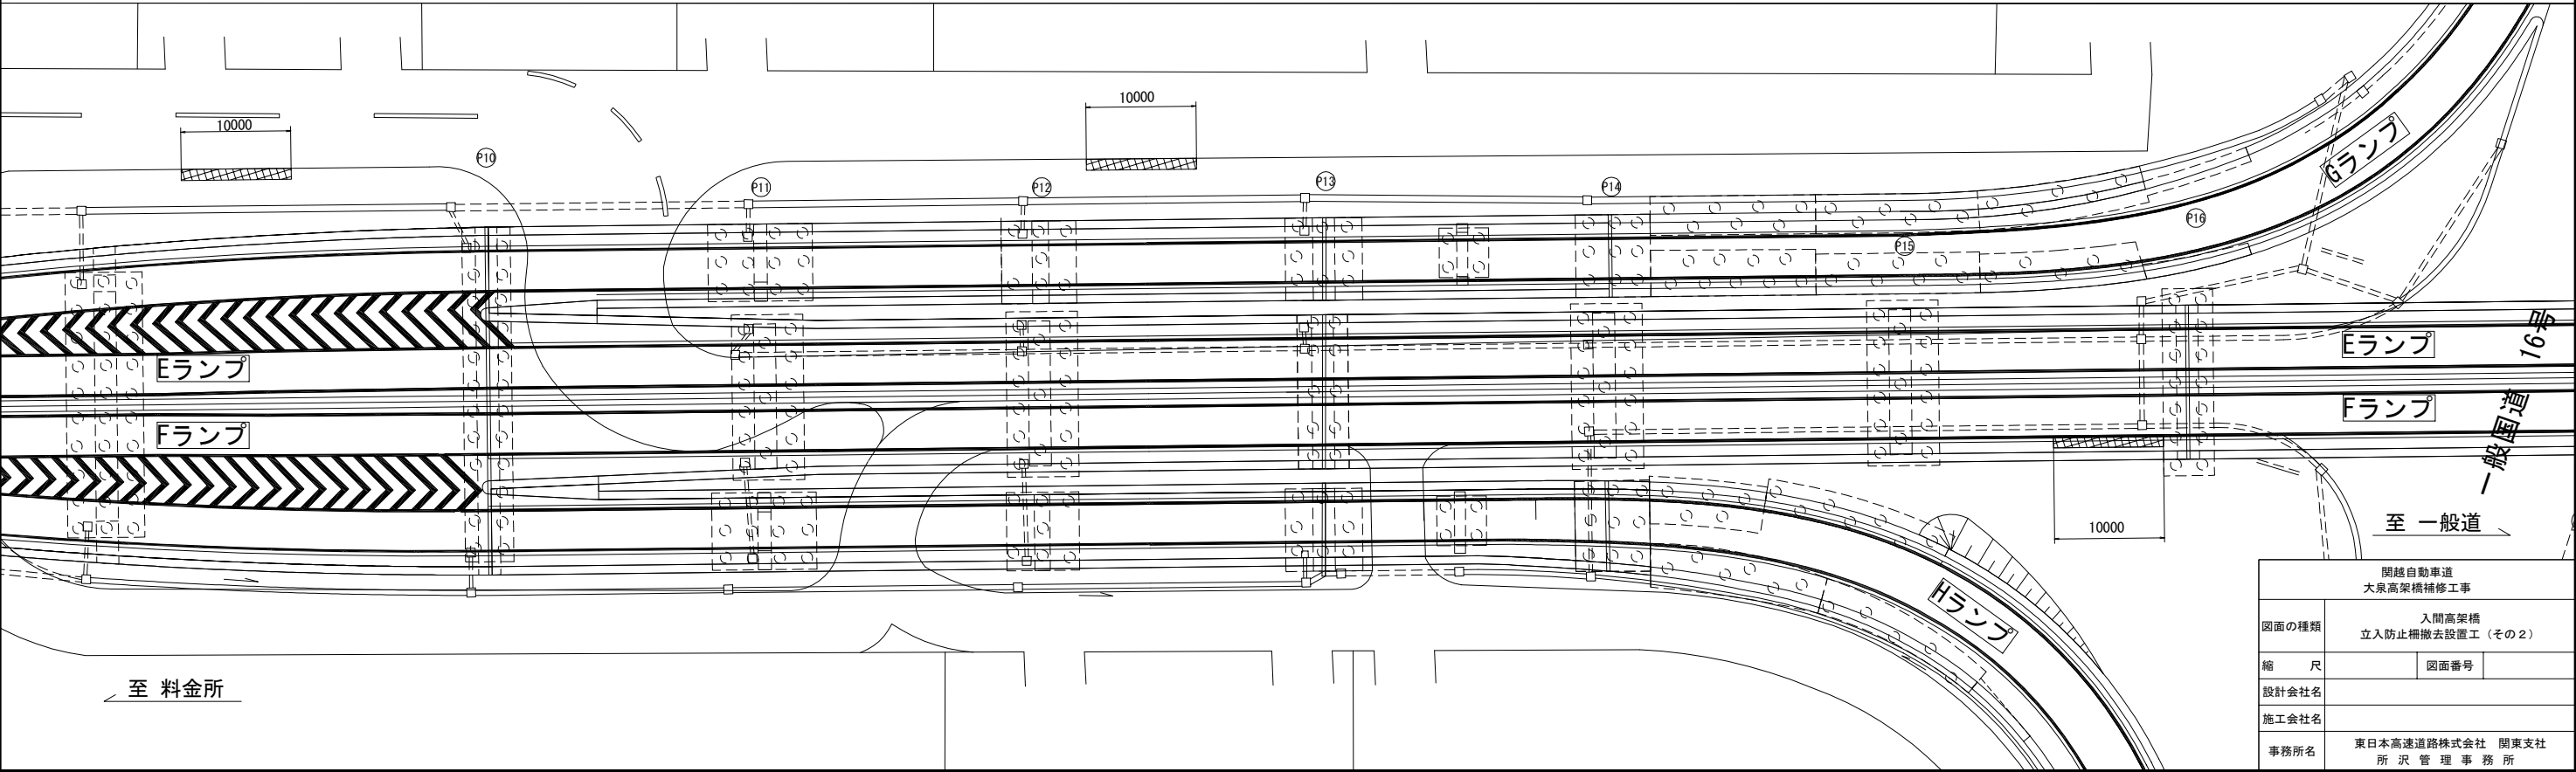 10000
10000
P10
P11
P12
P13
P14
P15
P16
Gランプ
Eランプ
Fランプ
Eランプ
Fランプ
一般国道 16号
Hランプ
10000
至 一般道
至 料金所
関越自動車道
大泉高架橋補修工事
図面の種類
入間高架橋
立入防止柵撤去設置工（その２）
縮 尺
図面番号
設計会社名
施工会社名
事務所名
東日本高速道路株式会社 関東支社
所 沢 管 理 事 務 所